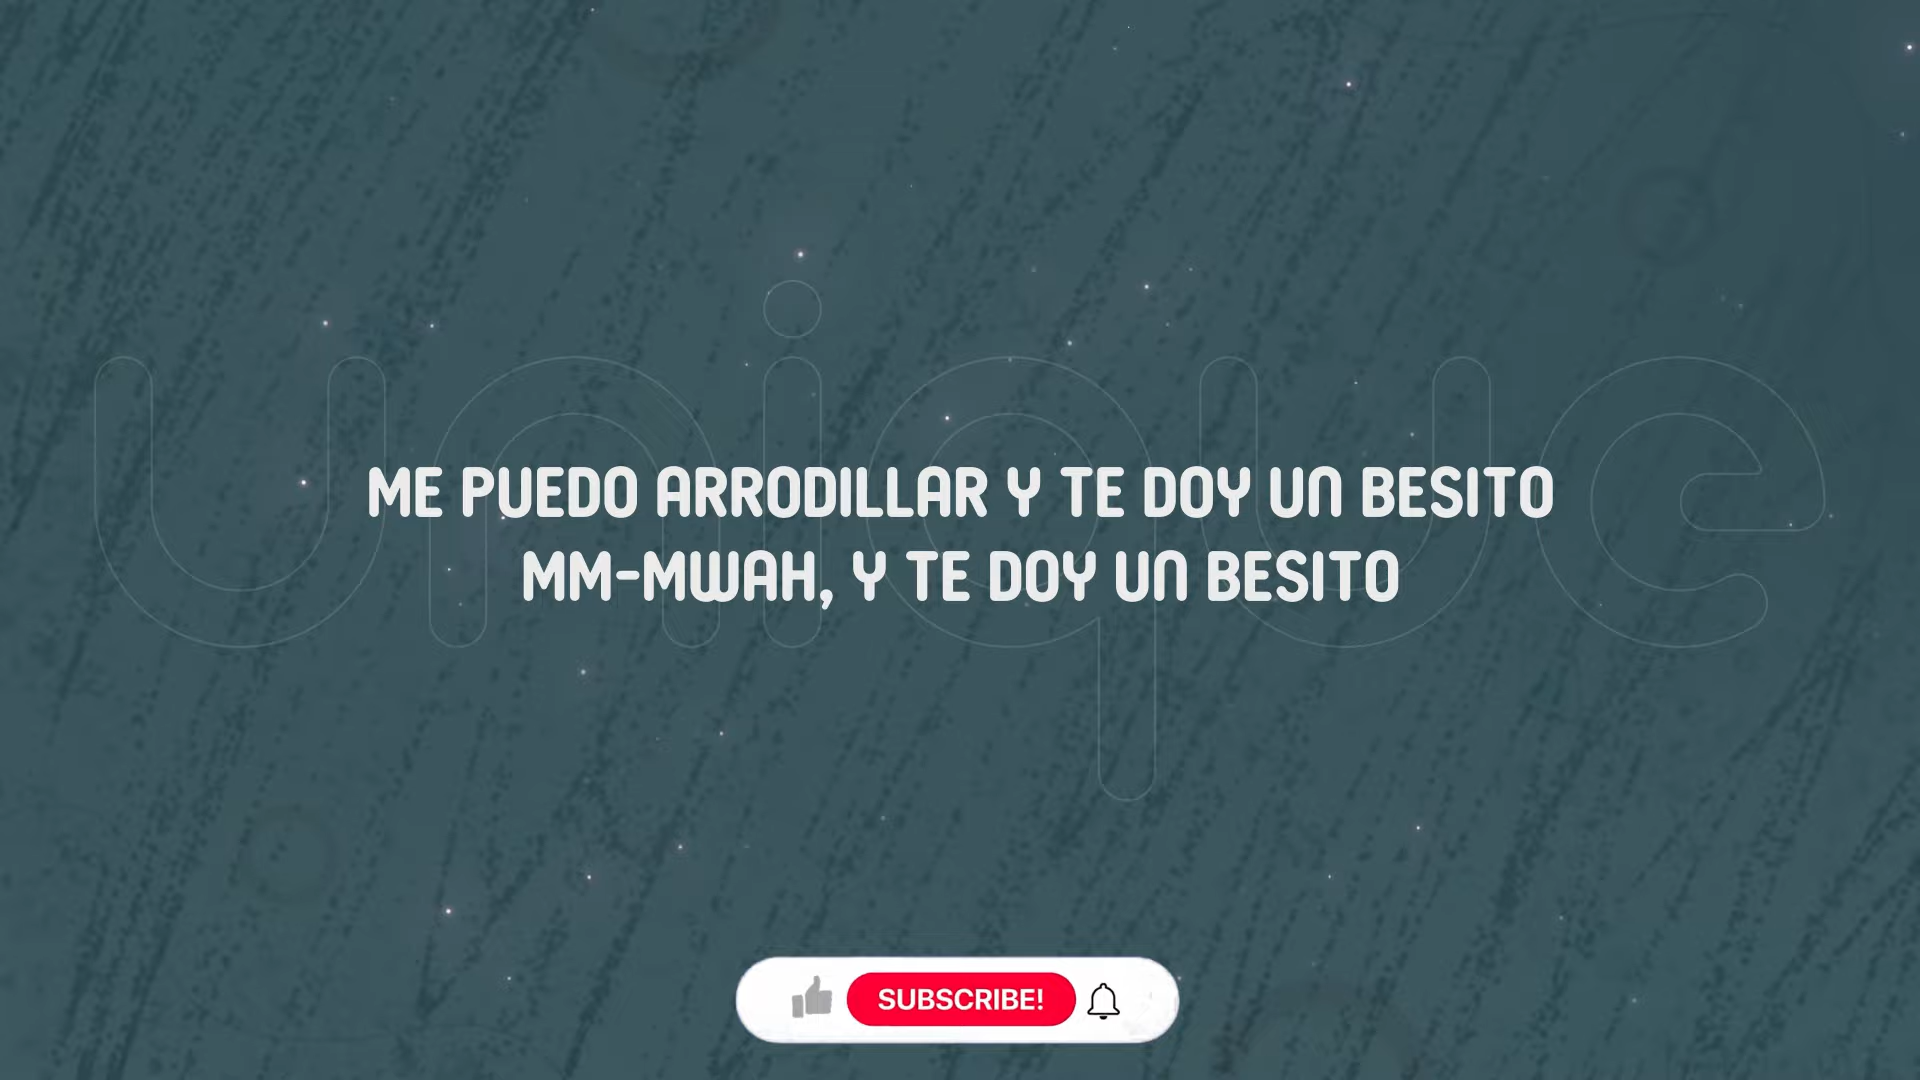 unique
ME PUEDO ARRODILLAR Y TE DOY UN BESITO
MM-MWAH, Y TE DOY UN BESITO
SUBSCRIBE!